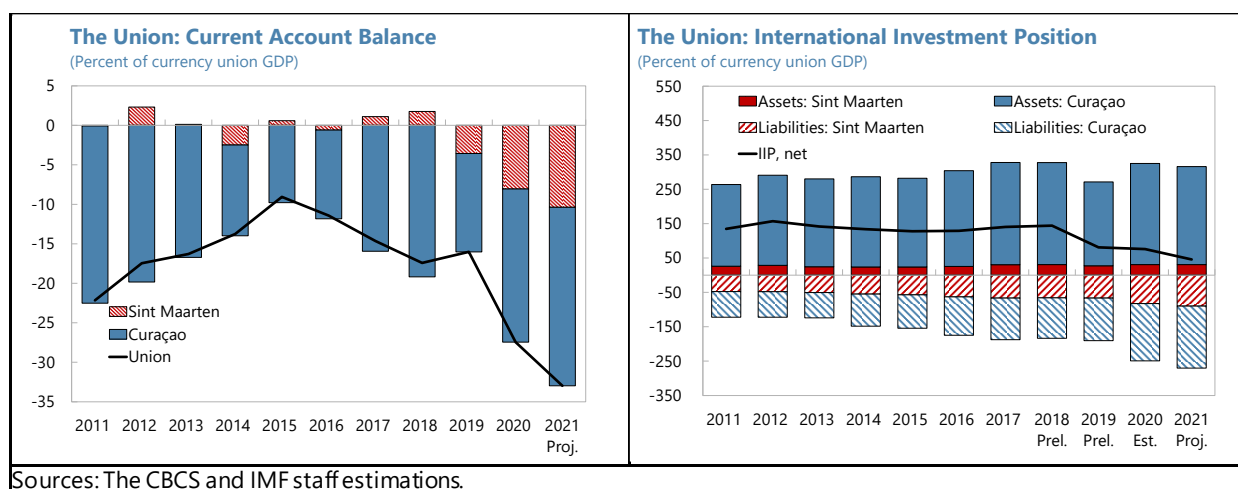 The Union: Current Account Balance
(Percent of currency union GDP)
5
0
-5
-10
-15
-20
-25
-30
-35
Sint Maarten
Curaçao
Union
2011 2012 2013 2014 2015 2016 2017 2018 2019 2020 2021
Proj.
The Union: International Investment Position
(Percent of currency union GDP)
550
450
350
250
150
50
-50
-150
-250
-350
Assets: Sint Maarten Assets: Curaçao
Liabilities: Sint Maarten Liabilities: Curaçao
IIP, net
2011 2012 2013 2014 2015 2016 2017 2018 2019 2020 2021
Prel. Prel. Est. Proj.
Sources: The CBCS and IMF staff estimations.